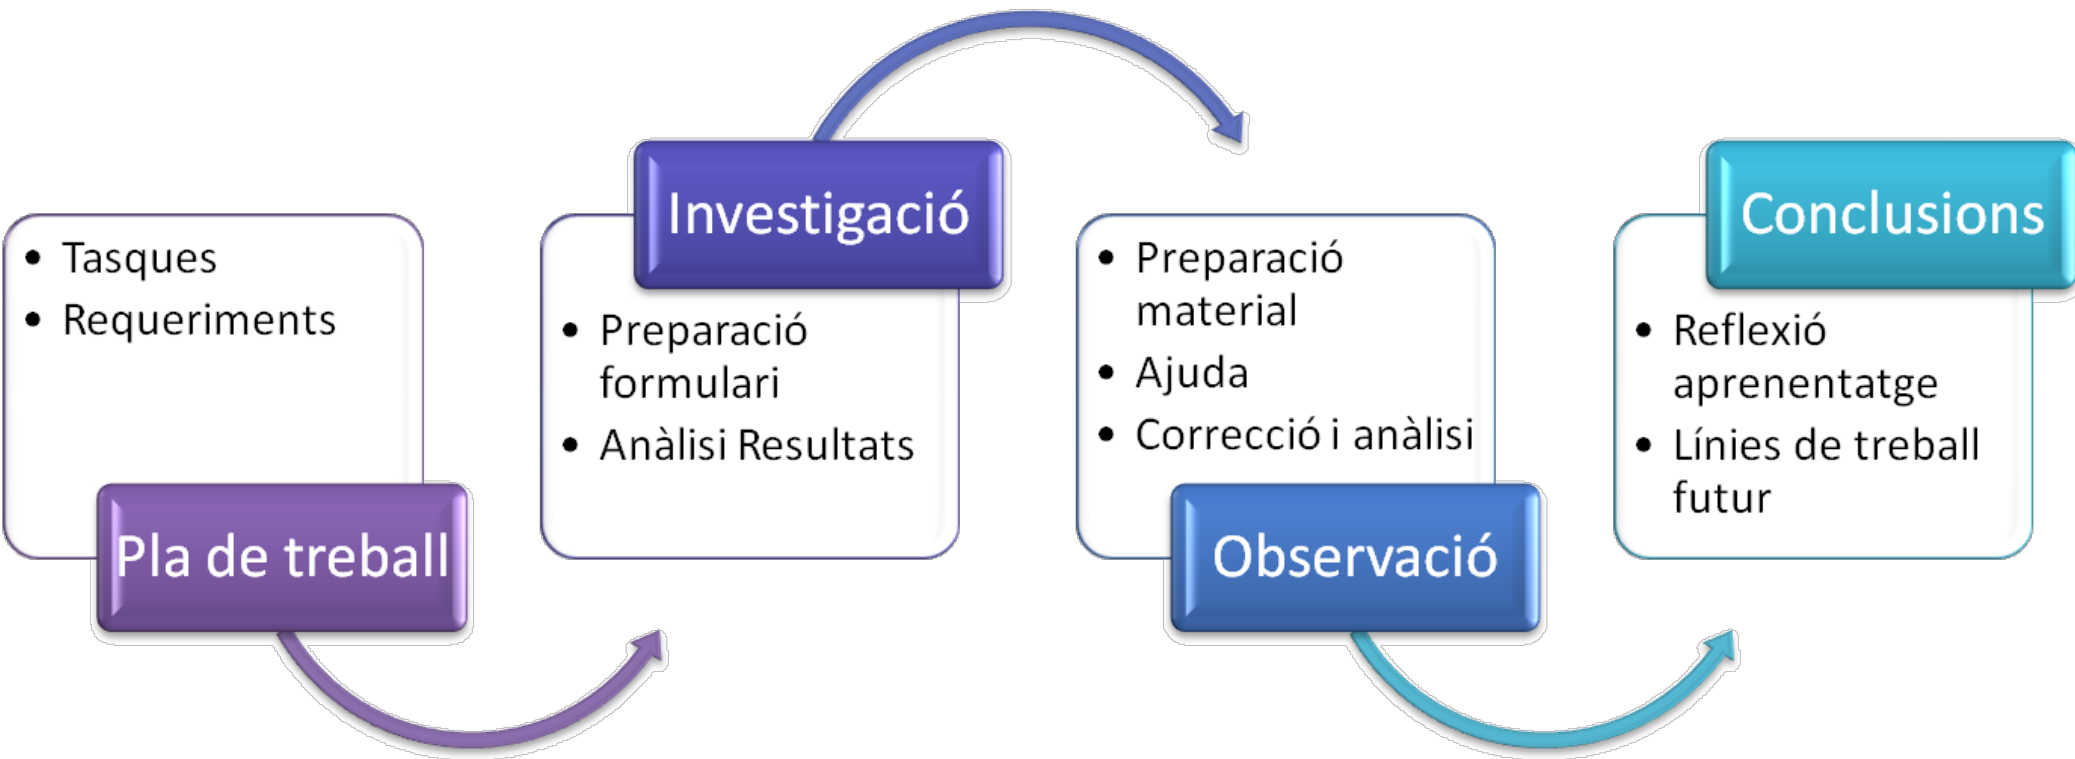 • Tasques
• Requeriments
Pla de treball
Investigació
• Preparació
formulari
• Anàlisi Resultats
• Preparació
material
• Ajuda
• Correcció i anàlisi
Observació
Conclusions
• Reflexió
aprenentatge
• Línies de treball
futur